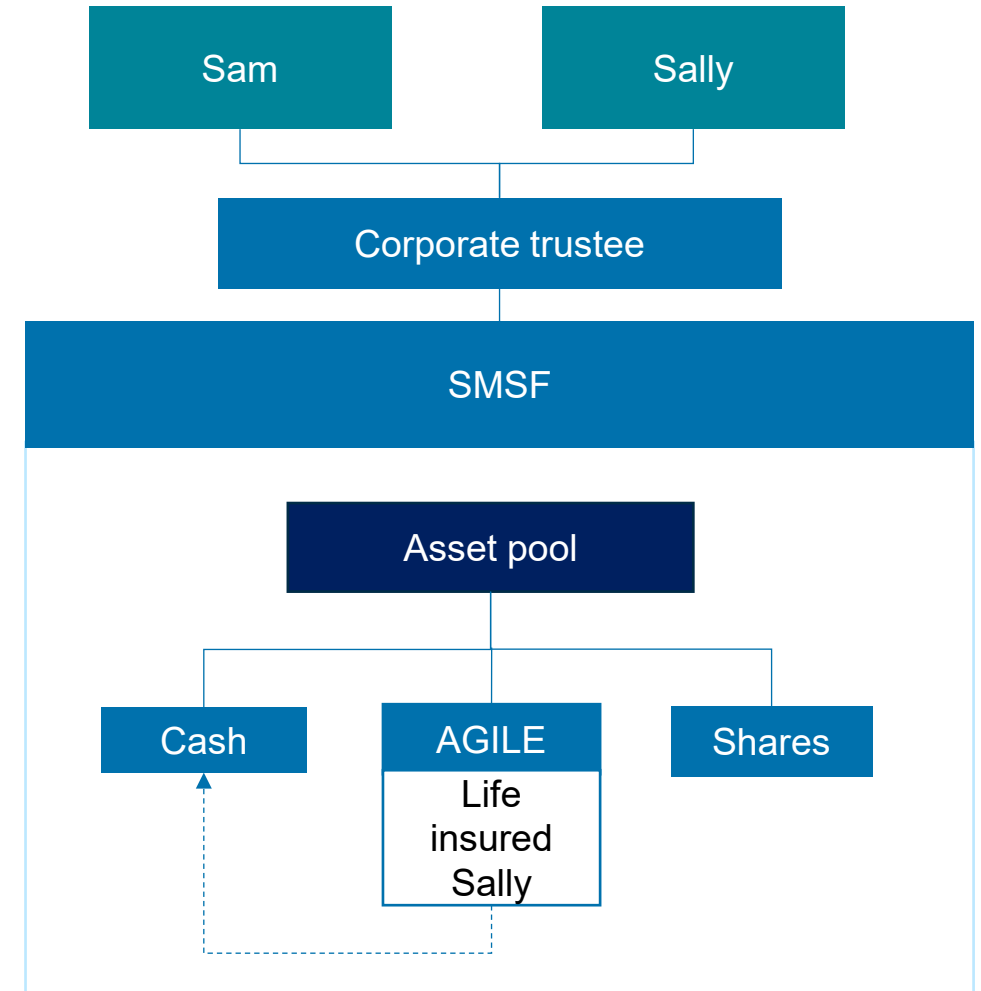 Sam
Sally
Corporate trustee
SMSF
Asset pool
Cash
AGILE
Shares
Life
insured
Sally